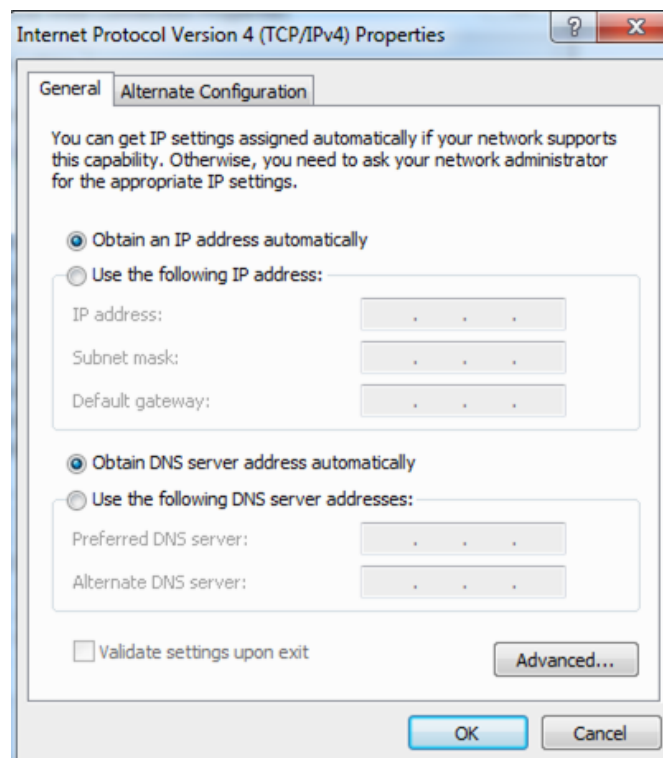 Internet Protocol Version 4 (TCP/IPv4) Properties
General
Alternate Configuration
You can get IP settings assigned automatically if your network supports
this capability. Otherwise, you need to ask your network administrator
for the appropriate IP settings.
Obtain an IP address automatically
Use the following IP address:
IP address:
Subnet mask:
Default gateway:
Obtain DNS server address automatically
Use the following DNS server addresses:
Preferred DNS server:
Alternate DNS server:
Validate settings upon exit
Advanced...
OK
Cancel